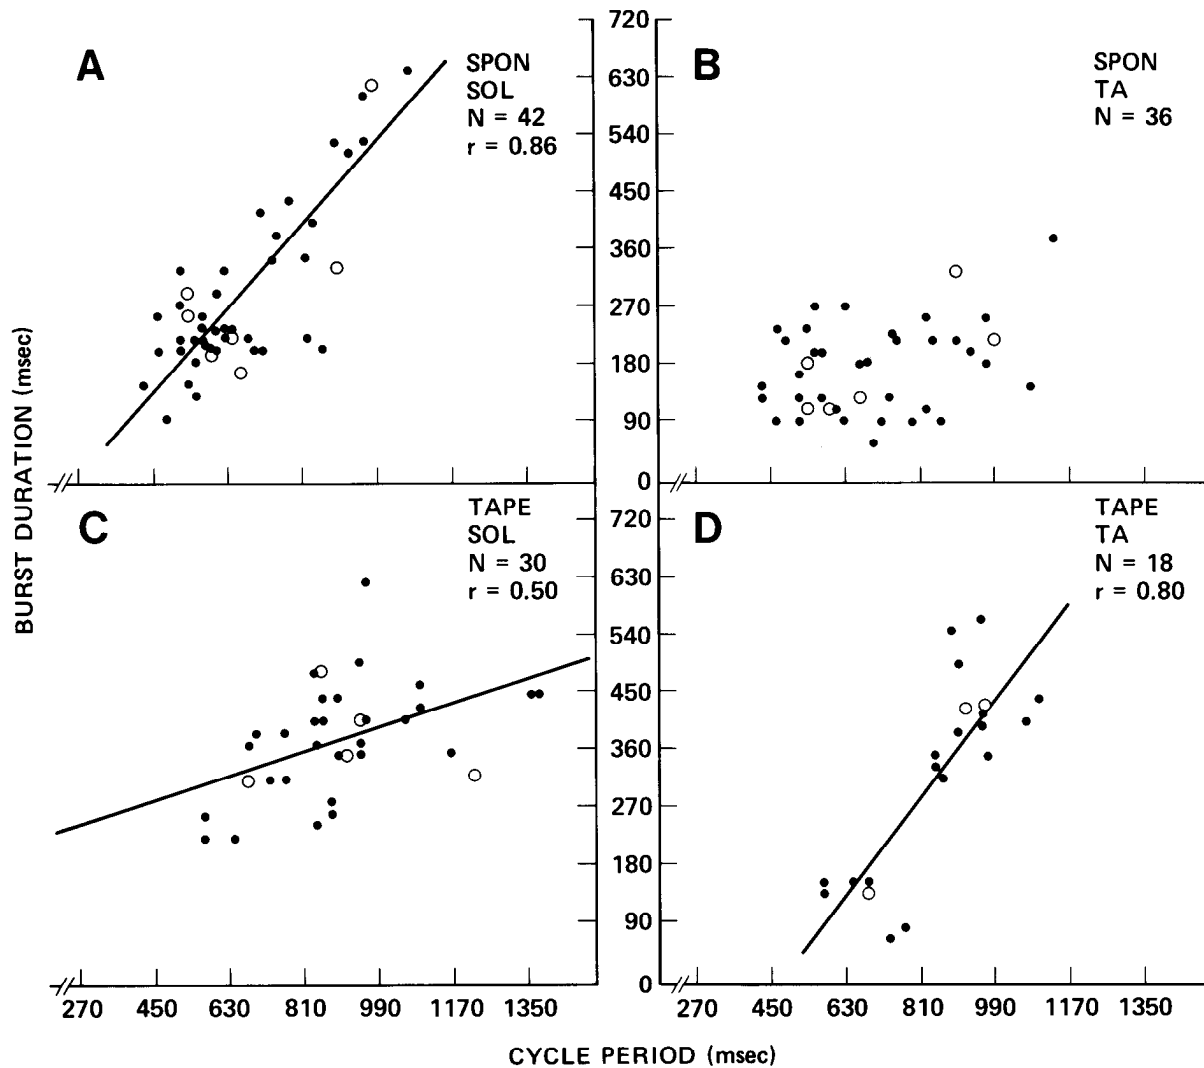 A
SPON
SOL
N = 42
r = 0.86
720
630
540
450
360
270
180
90
0
B
SPON
TA
N = 36
BURST DURATION (msec)
C
TAPE
SOL
N = 30
r = 0.50
720
630
540
450
360
270
180
90
0
D
TAPE
TA
N = 18
r = 0.80
270 450 630 810 990 1170 1350
270 450 630 810 990 1170 1350
CYCLE PERIOD (msec)